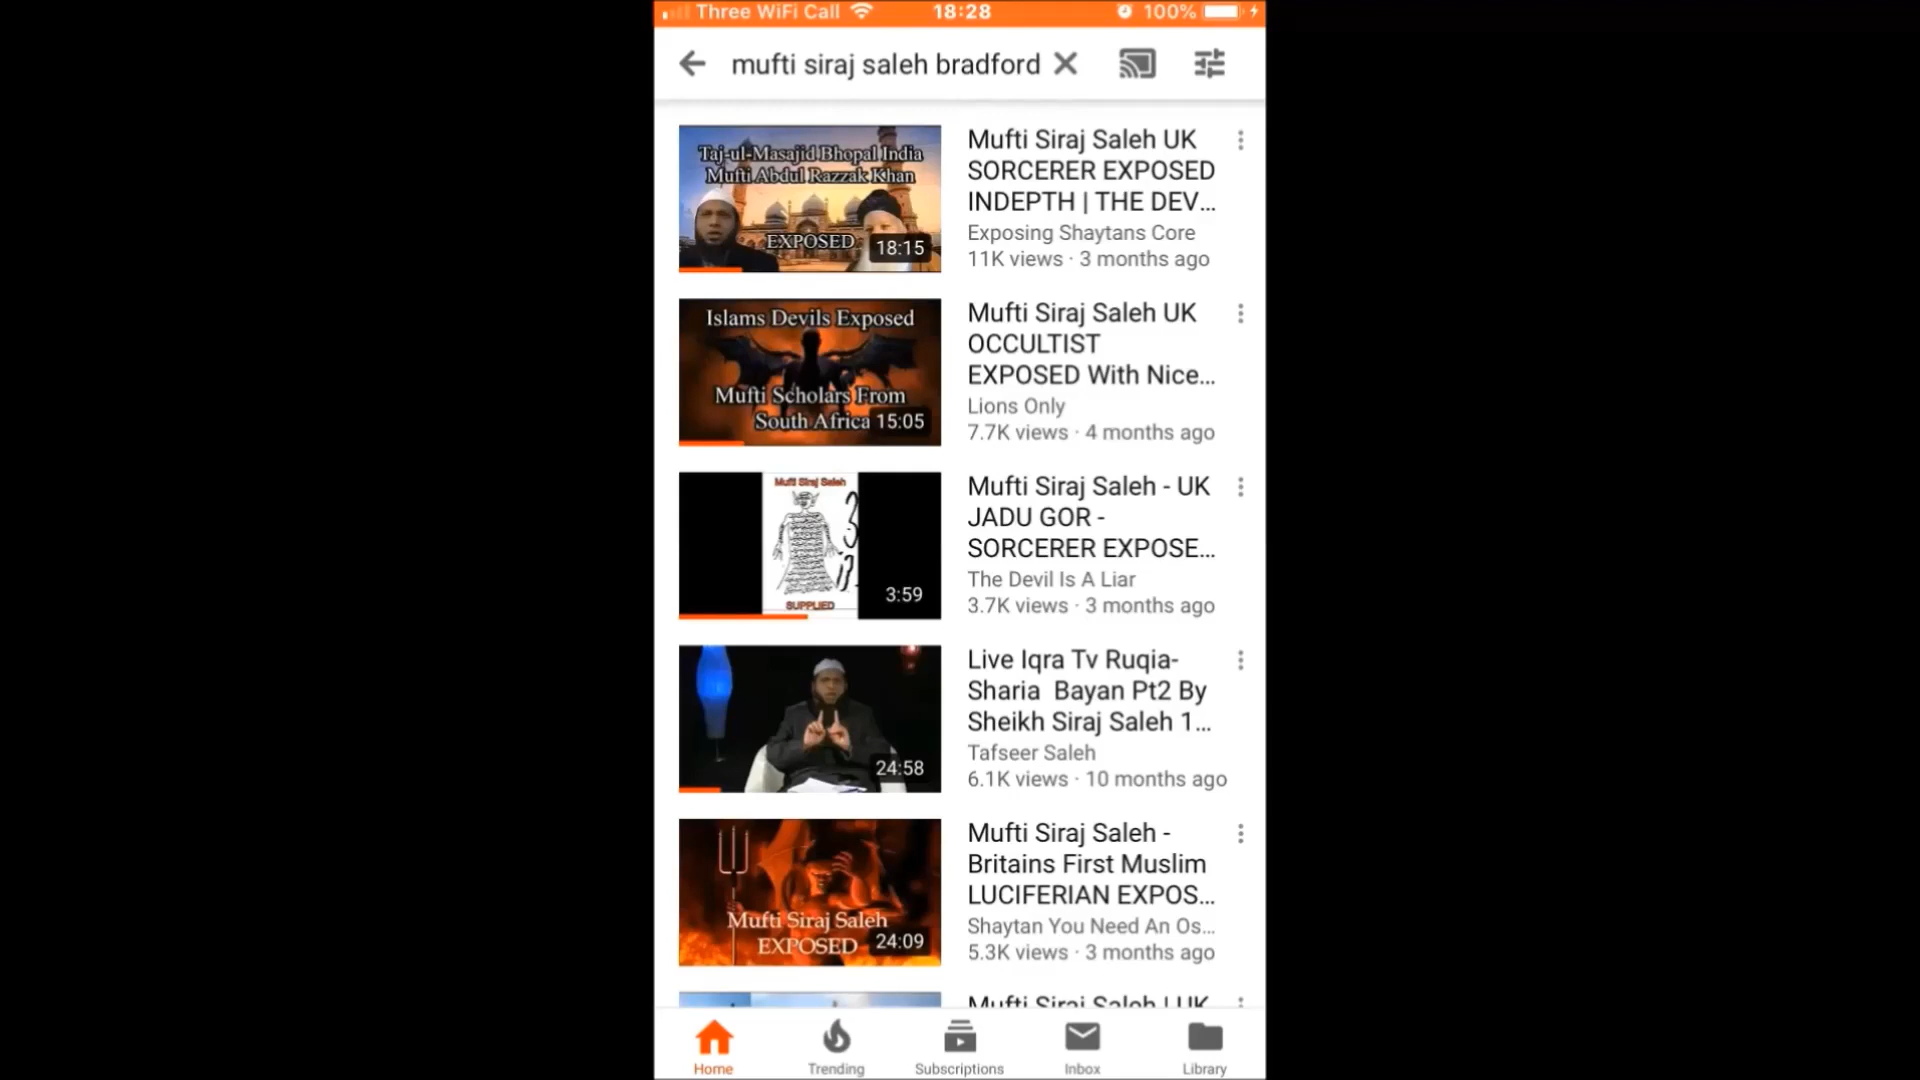 Three WiFi Call 18:28 100%
mufti siraj saleh bradford
Taj-ul-Masajid Bhopal India
Mufti Abdul Razzak Khan
EXPOSED
18:15
Mufti Siraj Saleh UK
SORCERER EXPOSED
INDEPTH | THE DEV...
Exposing Shaytans Core
11K views · 3 months ago
Islams Devils Exposed
Mufti Scholars From
South Africa
15:05
Mufti Siraj Saleh UK
OCCULTIST
EXPOSED With Nice...
Lions Only
7.7K views · 4 months ago
Mufti Siraj Saleh
SUPPLIED
3:59
Mufti Siraj Saleh - UK
JADU GOR -
SORCERER EXPOSE...
The Devil Is A Liar
3.7K views · 3 months ago
24:58
Live Iqra Tv Ruqia-
Sharia Bayan Pt2 By
Sheikh Siraj Saleh 1...
Tafseer Saleh
6.1K views · 10 months ago
Mufti Siraj Saleh
EXPOSED
24:09
Mufti Siraj Saleh -
Britains First Muslim
LUCIFERIAN EXPOS...
Shaytan You Need An Os...
5.3K views · 3 months ago
Mufti Siraj Saleh | UK
Home Trending Subscriptions Inbox Library